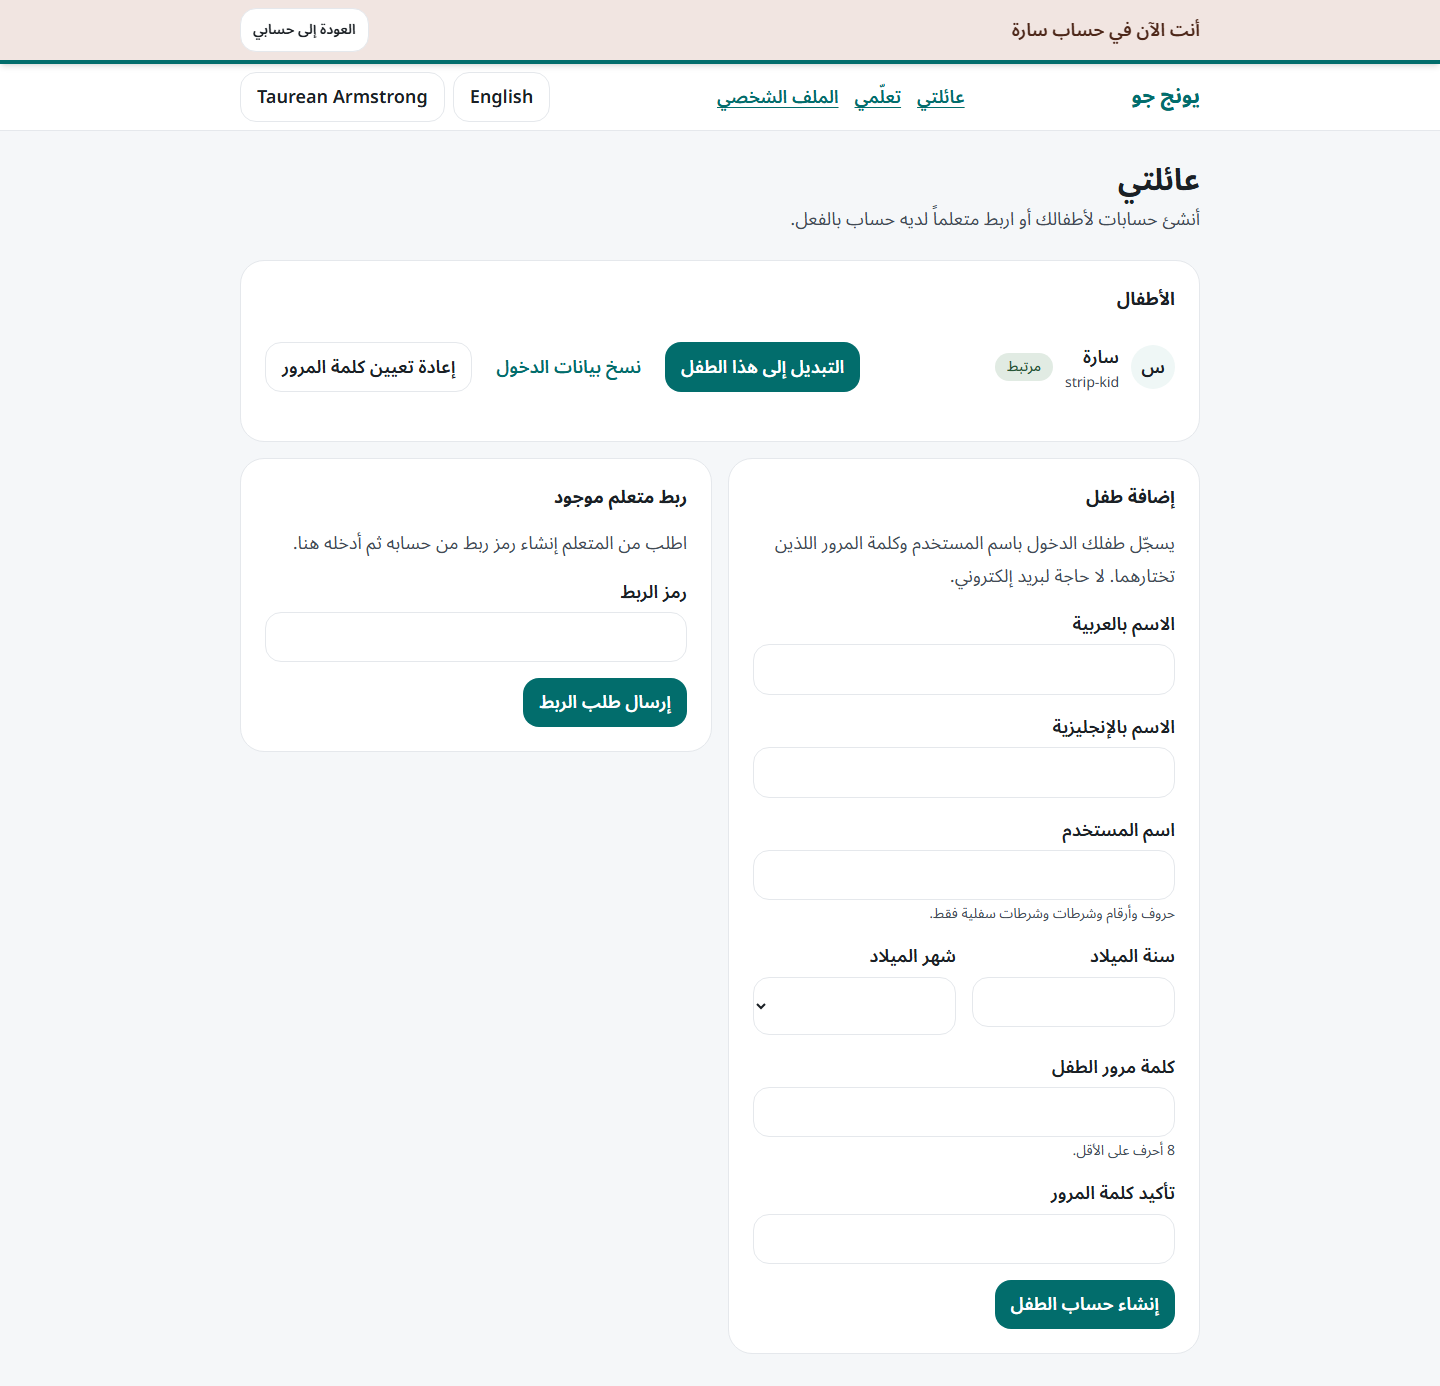 أنت الآن في حساب سارة
العودة إلى حسابي
يونج جو
عائلتي
تعلّمي
الملف الشخصي
English
Taurean Armstrong
عائلتي
أنشئ حسابات لأطفالك أو اربط متعلماً لديه حساب بالفعل.
الأطفال
س
سارة
strip-kid
مرتبط
التبديل إلى هذا الطفل
نسخ بيانات الدخول
إعادة تعيين كلمة المرور
إضافة طفل
يسجّل طفلك الدخول باسم المستخدم وكلمة المرور اللذين
تختارهما. لا حاجة لبريد إلكتروني.
الاسم بالعربية
الاسم بالإنجليزية
اسم المستخدم
حروف وأرقام وشرطات وشرطات سفلية فقط.
سنة الميلاد
شهر الميلاد
كلمة مرور الطفل
8 أحرف على الأقل.
تأكيد كلمة المرور
إنشاء حساب الطفل
ربط متعلم موجود
اطلب من المتعلم إنشاء رمز ربط من حسابه ثم أدخله هنا.
رمز الربط
إرسال طلب الربط